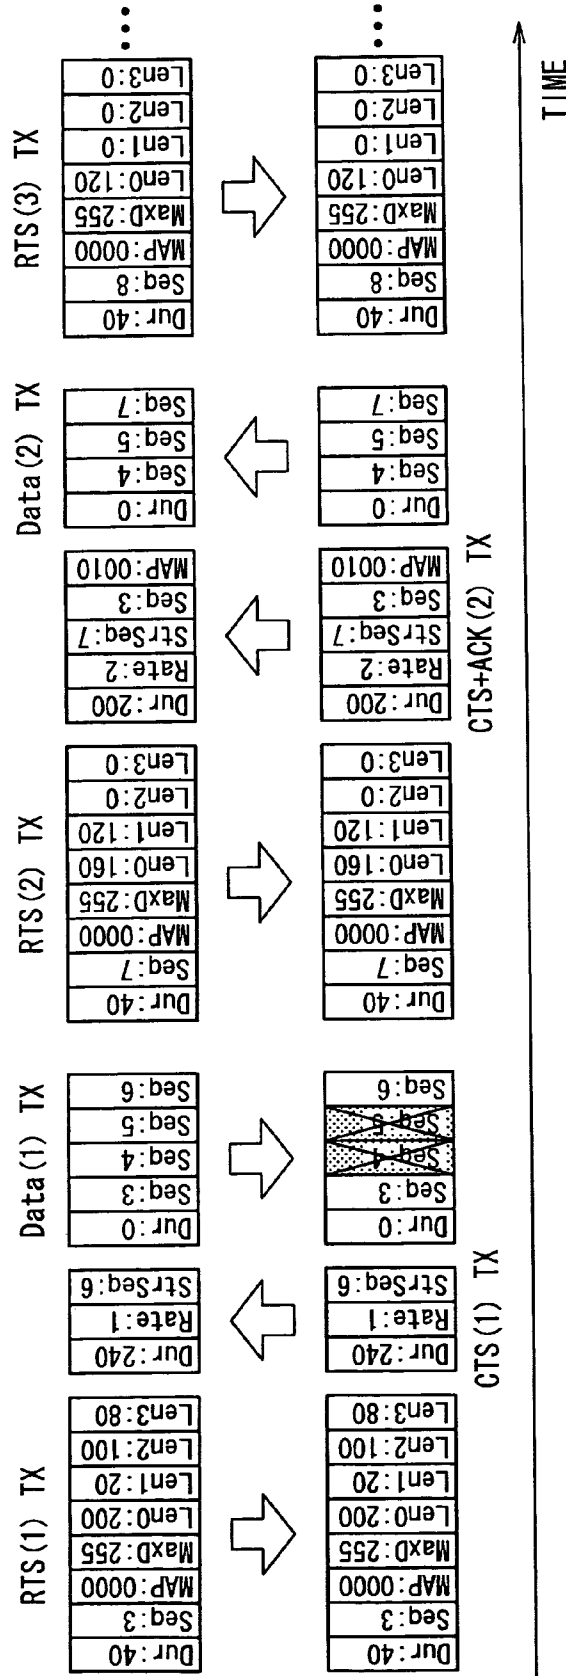 RTS(1) TX
Dur:40
Seq:3
MAP:0000
MaxD:255
Len0:200
Len1:20
Len2:100
Len3:80
Dur:40
Seq:3
MAP:0000
MaxD:255
Len0:200
Len1:20
Len2:100
Len3:80
Dur:240
Rate:1
StrSeq:6
Dur:240
Rate:1
StrSeq:6
CTS(1) TX
Data(1) TX
Dur:0
Seq:3
Seq:4
Seq:5
Seq:6
Dur:0
Seq:3
Seq:4
Seq:5
Seq:6
RTS(2) TX
Dur:40
Seq:7
MAP:0000
MaxD:255
Len0:160
Len1:120
Len2:0
Len3:0
Dur:40
Seq:7
MAP:0000
MaxD:255
Len0:160
Len1:120
Len2:0
Len3:0
Dur:200
Rate:2
StrSeq:7
Seq:3
MAP:0010
Dur:200
Rate:2
StrSeq:7
Seq:3
MAP:0010
CTS+ACK(2) TX
Data(2) TX
Dur:0
Seq:4
Seq:5
Seq:7
Dur:0
Seq:4
Seq:5
Seq:7
RTS(3) TX
Dur:40
Seq:8
MAP:0000
MaxD:255
Len0:120
Len1:0
Len2:0
Len3:0
Dur:40
Seq:8
MAP:0000
MaxD:255
Len0:120
Len1:0
Len2:0
Len3:0
TIME